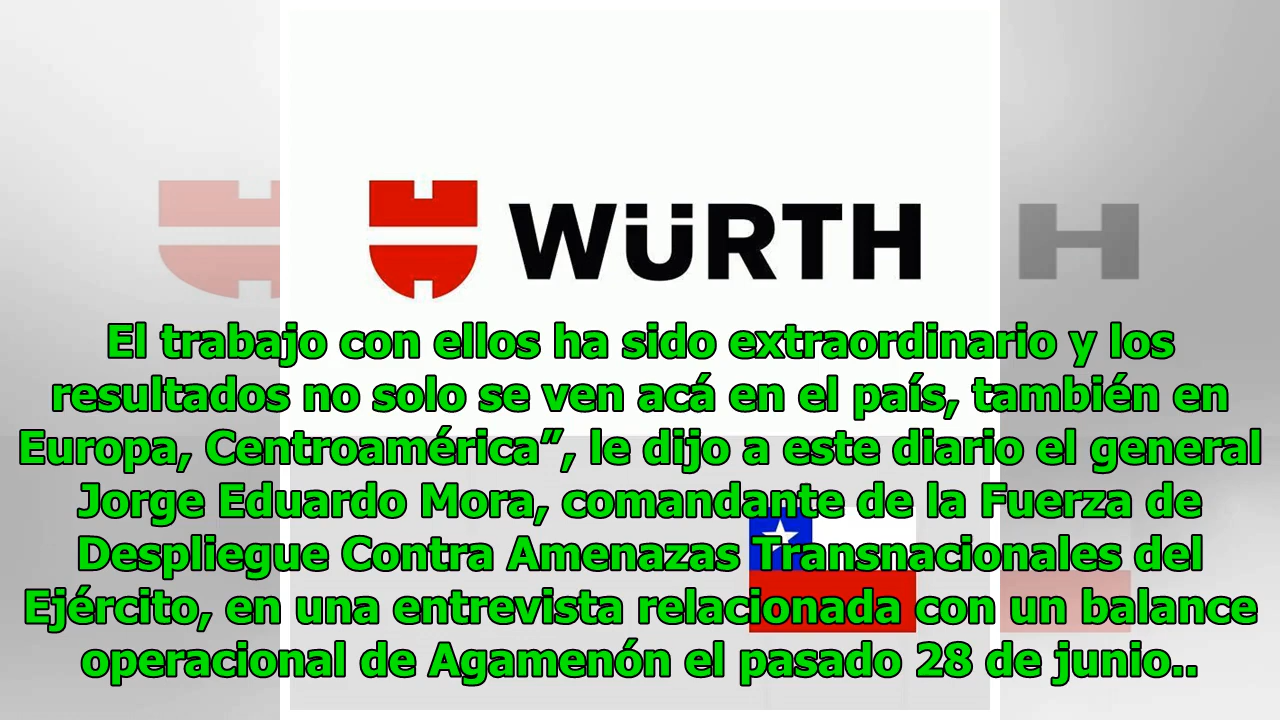 WÜRTH
El trabajo con ellos ha sido extraordinario y los
resultados no solo se ven acá en el país, también en
Europa, Centroamérica”, le dijo a este diario el general
Jorge Eduardo Mora, comandante de la Fuerza de
Despliegue Contra Amenazas Transnacionales del
Ejército, en una entrevista relacionada con un balance
operacional de Agamenón el pasado 28 de junio..